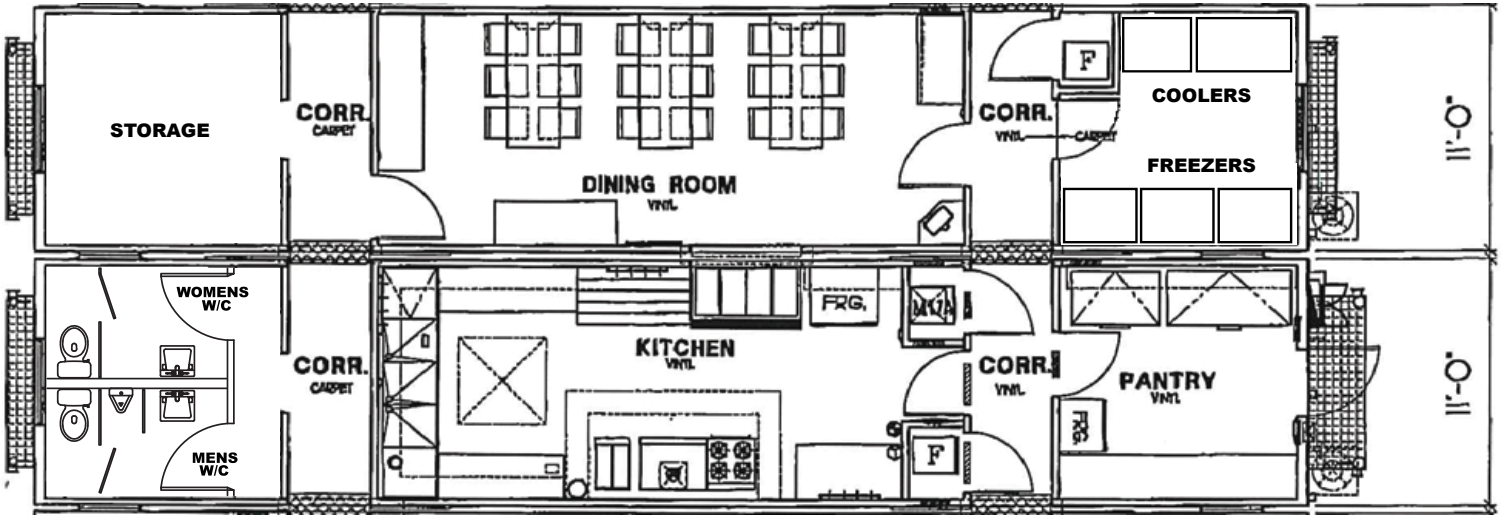 STORAGE
CORR.
CARPET
DINING ROOM
VINYL
CORR.
VINYL
CARPET
F
COOLERS
FREEZERS
11'-0"
WOMENS
W/C
MENS
W/C
CORR.
CARPET
KITCHEN
VINYL
FRG.
MUA
CORR.
VINYL
F
PANTRY
VINYL
FRG.
11'-0"